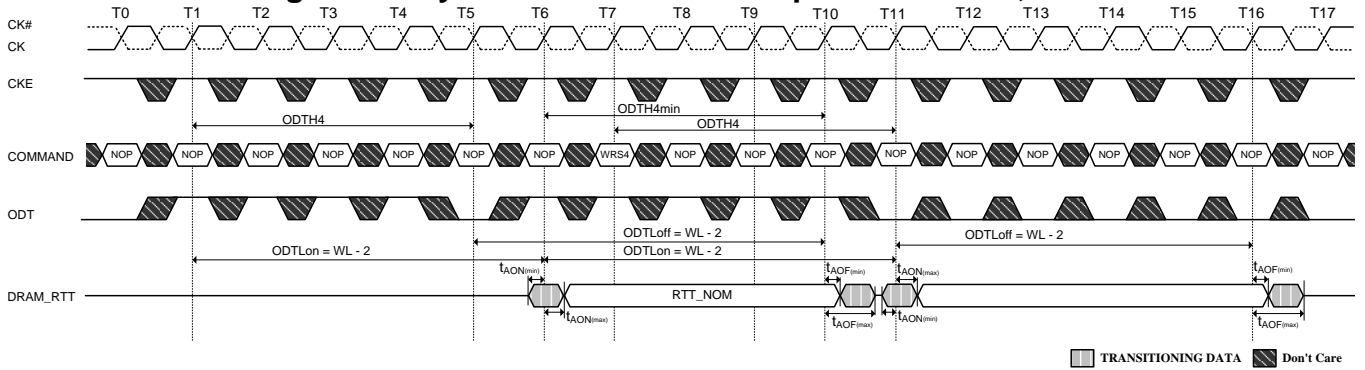 T0 T1 T2 T3 T4 T5 T6 T7 T8 T9 T10 T11 T12 T13 T14 T15 T16 T17
CK#
CK
CKE
ODTH4min
ODTH4
ODTH4
COMMAND NOP NOP NOP NOP NOP NOP NOP WRS4 NOP NOP NOP NOP NOP NOP NOP NOP NOP NOP
ODT
ODTLoff = WL - 2
ODTLoff = WL - 2
ODTLon = WL - 2
ODTLon = WL - 2
tAON(min)
tAOF(min)
tAON(max)
tAOF(min)
DRAM_RTT
RTT_NOM
tAON(max)
tAOF(max)
tAON(min)
tAOF(max)
TRANSITIONING DATA Don't Care